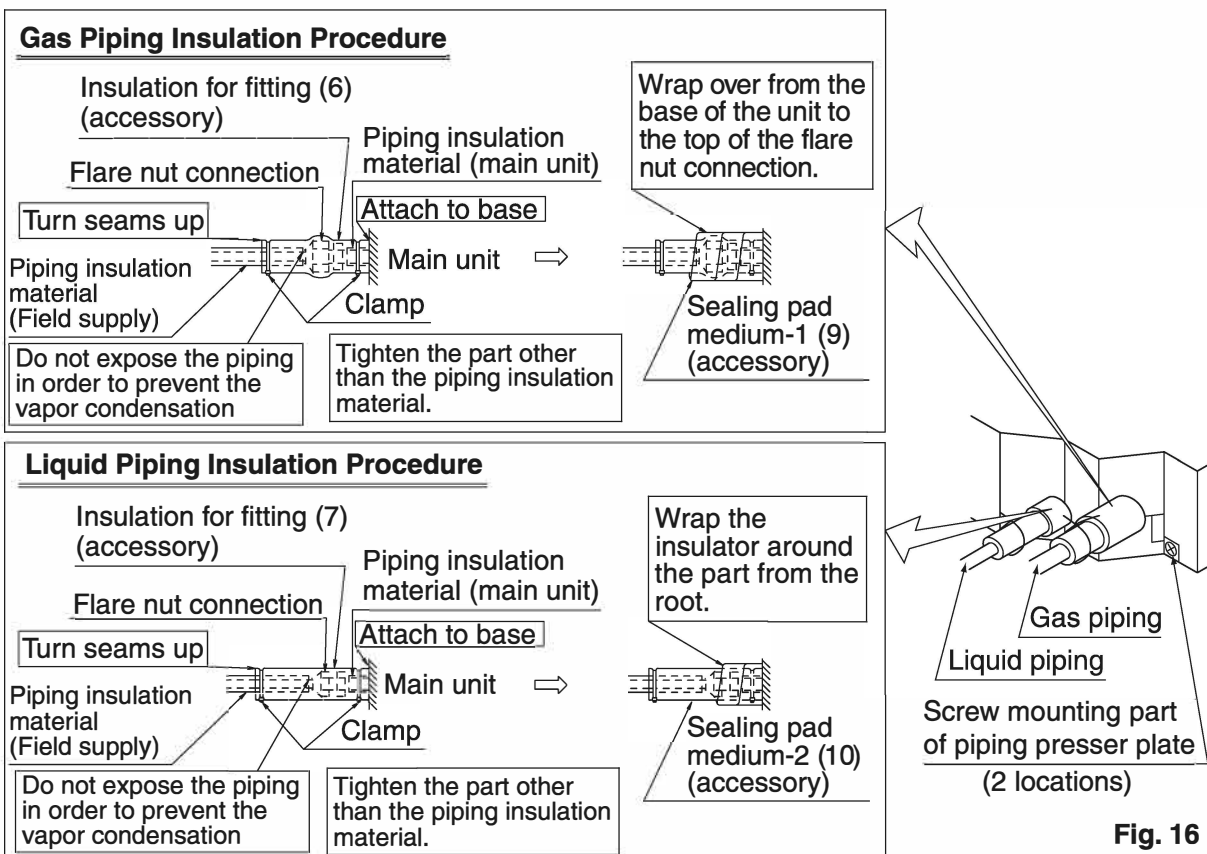 Gas Piping Insulation Procedure
Insulation for fitting (6)
(accessory)
Flare nut connection
Piping insulation
material (main unit)
Turn seams up
Attach to base
Piping insulation
material
(Field supply)
Main unit
Clamp
Do not expose the piping
in order to prevent the
vapor condensation
Tighten the part other
than the piping insulation
material.
Wrap over from the
base of the unit to
the top of the flare
nut connection.
Sealing pad
medium-1 (9)
(accessory)
Liquid Piping Insulation Procedure
Insulation for fitting (7)
(accessory)
Flare nut connection
Piping insulation
material (main unit)
Turn seams up
Attach to base
Piping insulation
material
(Field supply)
Main unit
Clamp
Do not expose the piping
in order to prevent the
vapor condensation
Tighten the part other
than the piping insulation
material.
Wrap the
insulator around
the part from the
root.
Sealing pad
medium-2 (10)
(accessory)
Gas piping
Liquid piping
Screw mounting part
of piping presser plate
(2 locations)
Fig. 16